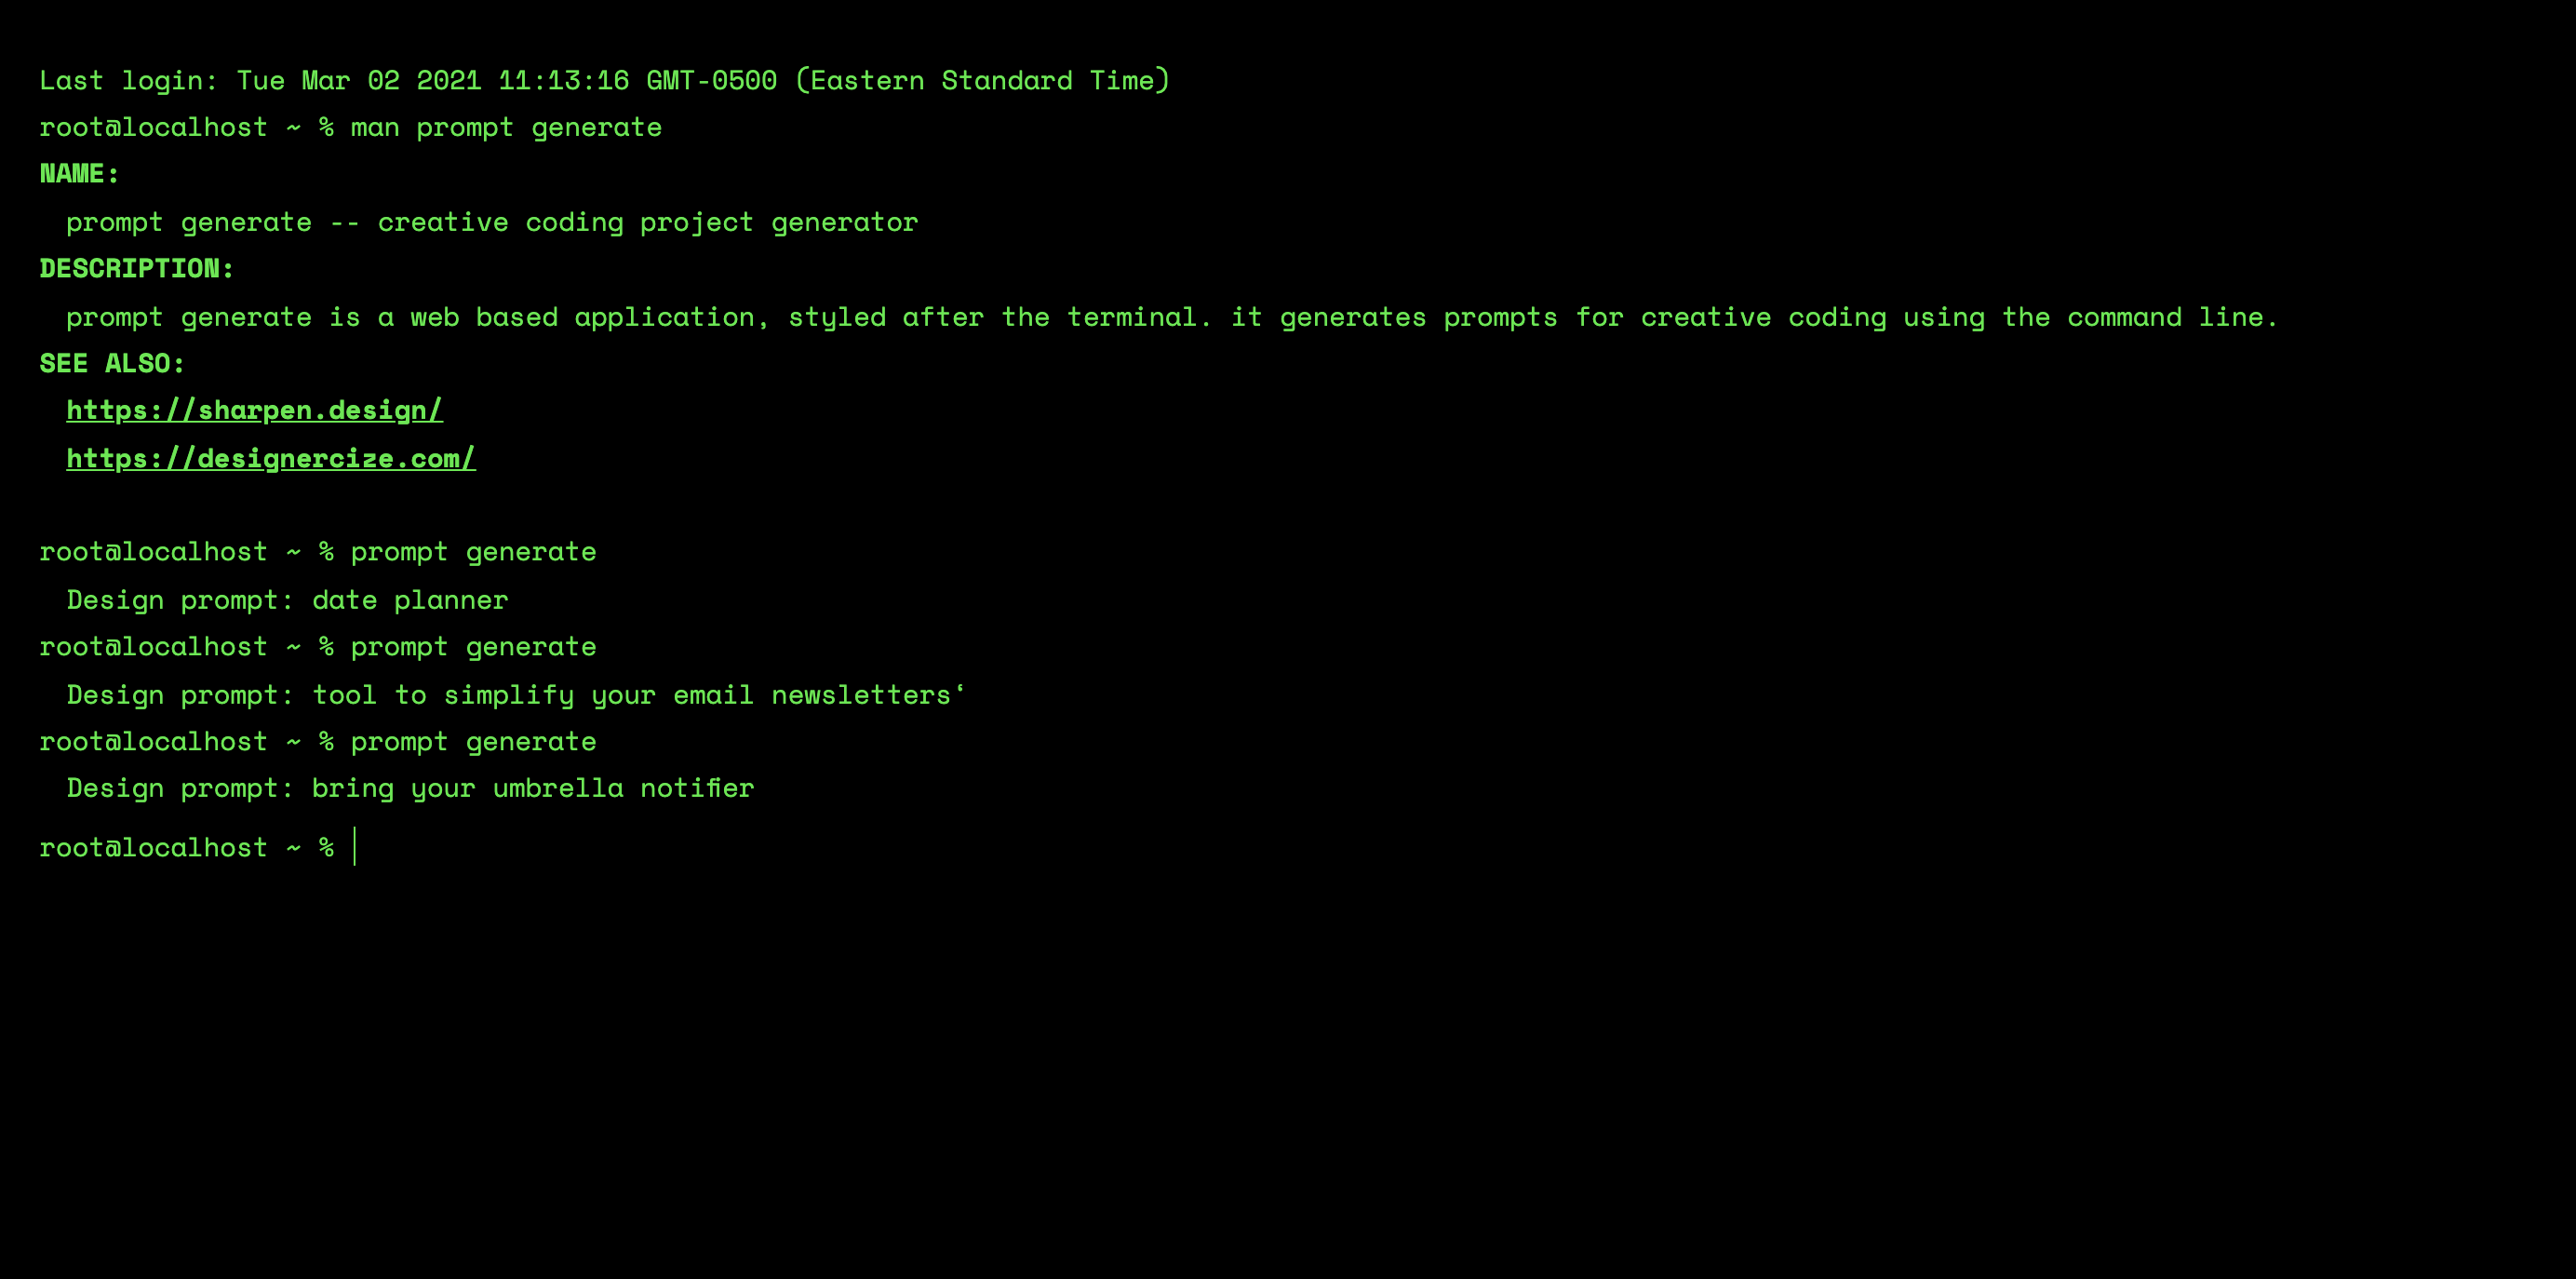 Last login: Tue Mar 02 2021 11:13:16 GMT-0500 (Eastern Standard Time)
root@localhost ~ % man prompt generate
NAME:
prompt generate -- creative coding project generator
DESCRIPTION:
prompt generate is a web based application, styled after the terminal. it generates prompts for creative coding using the command line.
SEE ALSO:
https://sharpen.design/
https://designercize.com/
root@localhost ~ % prompt generate
Design prompt: date planner
root@localhost ~ % prompt generate
Design prompt: tool to simplify your email newsletters‘
root@localhost ~ % prompt generate
Design prompt: bring your umbrella notifier
root@localhost ~ %